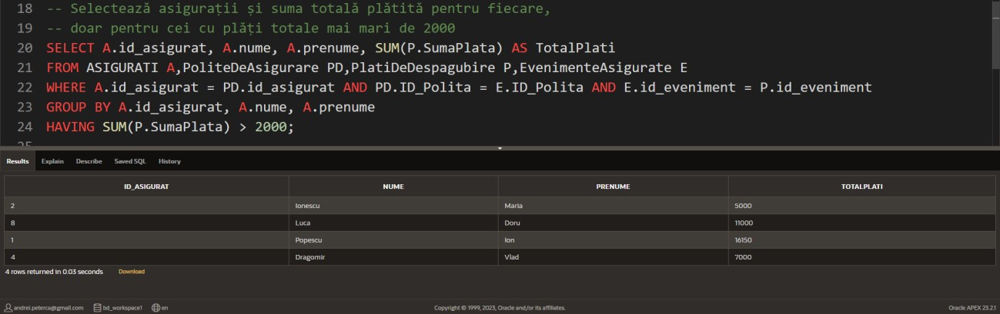 18 -- Selectează asigurații și suma totală plătită pentru fiecare,
19 -- doar pentru cei cu plăți totale mai mari de 2000
20 SELECT A.id_asigurat, A.nume, A.prenume, SUM(P.SumaPlata) AS TotalPlati
21 FROM ASIGURATI A,PoliteDeAsigurare PD,PlatiDeDespagubire P,EvenimenteAsigurate E
22 WHERE A.id_asigurat = PD.id_asigurat AND PD.ID_Polita = E.ID_Polita AND E.id_eveniment = P.id_eveniment
23 GROUP BY A.id_asigurat, A.nume, A.prenume
24 HAVING SUM(P.SumaPlata) > 2000;
Results Explain Describe Saved SQL History
ID_ASIGURAT NUME PRENUME TOTALPLATI
2 Ionescu Maria 5000
8 Luca Doru 11000
1 Popescu Ion 16150
4 Dragomir Vlad 7000
4 rows returned in 0.03 seconds Download
andrei.peterca@gmail.com bd_workspace1 en Copyright © 1999, 2023, Oracle and/or its affiliates. Oracle APEX 23.2.1